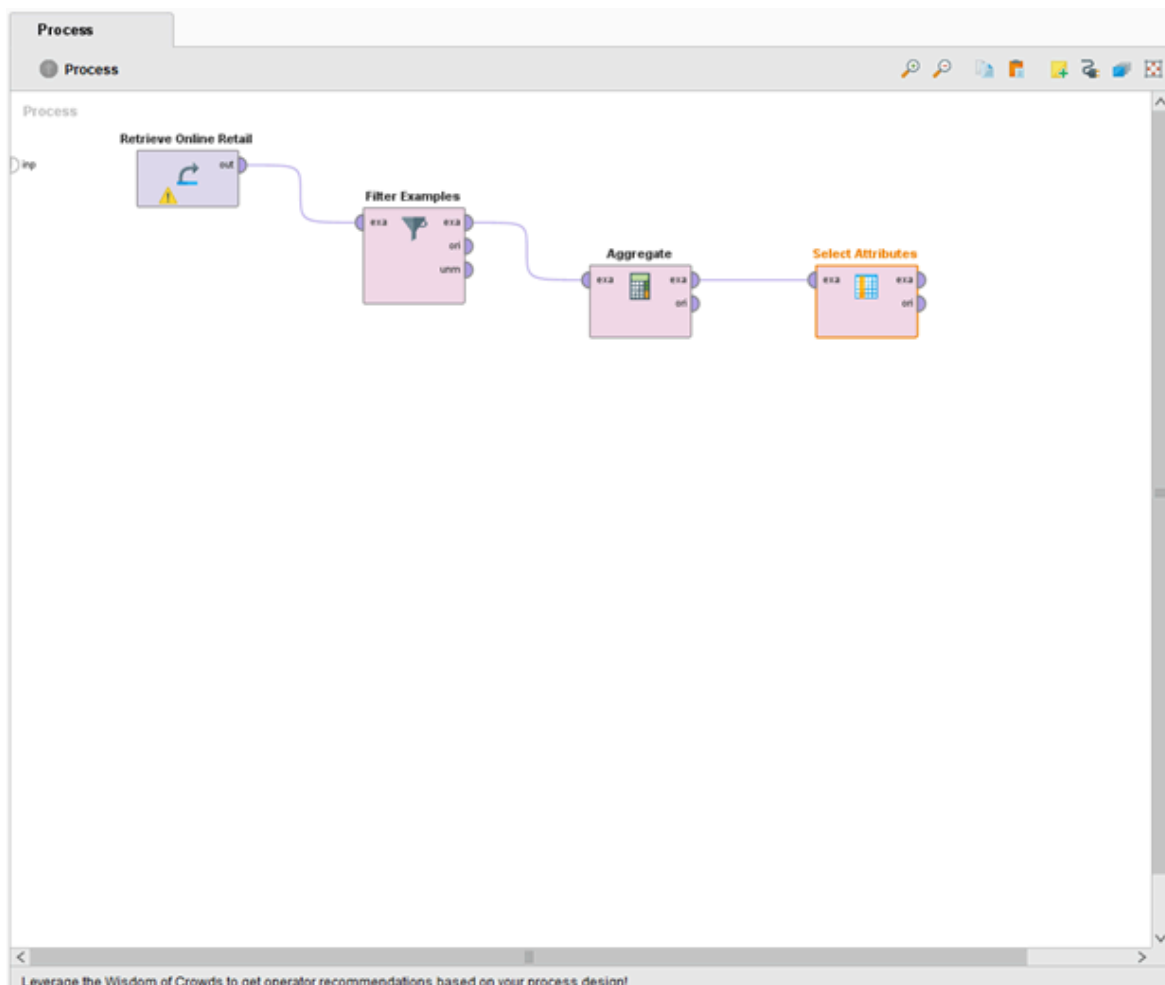 Process
Process
Process
Retrieve Online Retail
inp
out
Filter Examples
exa
exa
ori
unm
Aggregate
exa
exa
ori
Select Attributes
exa
exa
ori
Leverage the Wisdom of Crowds to get operator recommendations based on your process design!